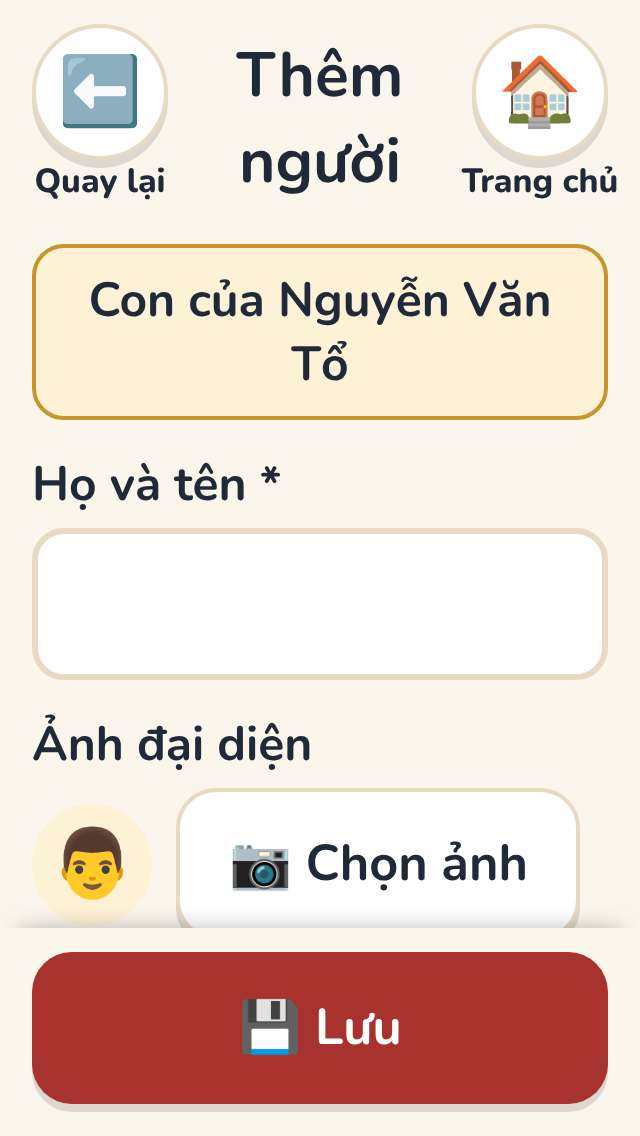 Thêm
người
Quay lại
Trang chủ
Con của Nguyễn Văn
Tổ
Họ và tên *
Ảnh đại diện
Chọn ảnh
Lưu